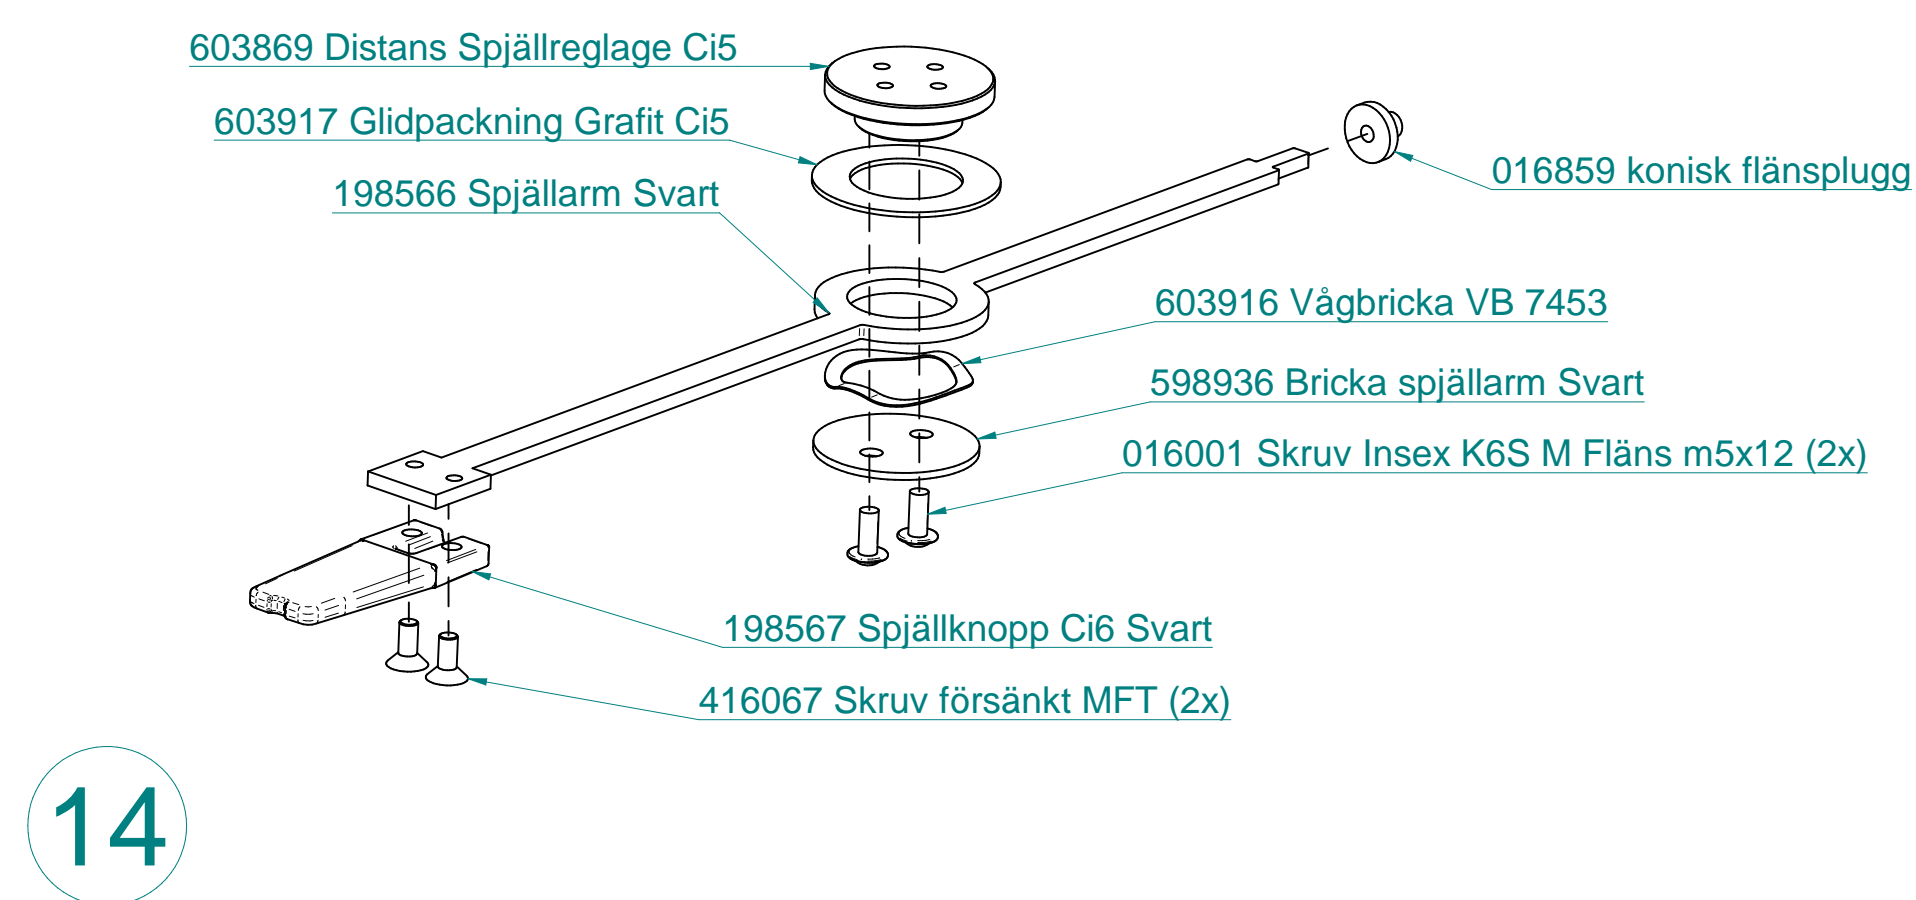 603869 Distans Spjällreglage Ci5
603917 Glidpackning Grafit Ci5
016859 konisk flänsplugg
198566 Spjällarm Svart
603916 Vågbricka VB 7453
598936 Bricka spjällarm Svart
016001 Skruv Insex K6S M Fläns m5x12 (2x)
198567 Spjällknopp Ci6 Svart
416067 Skruv försänkt MFT (2x)
14